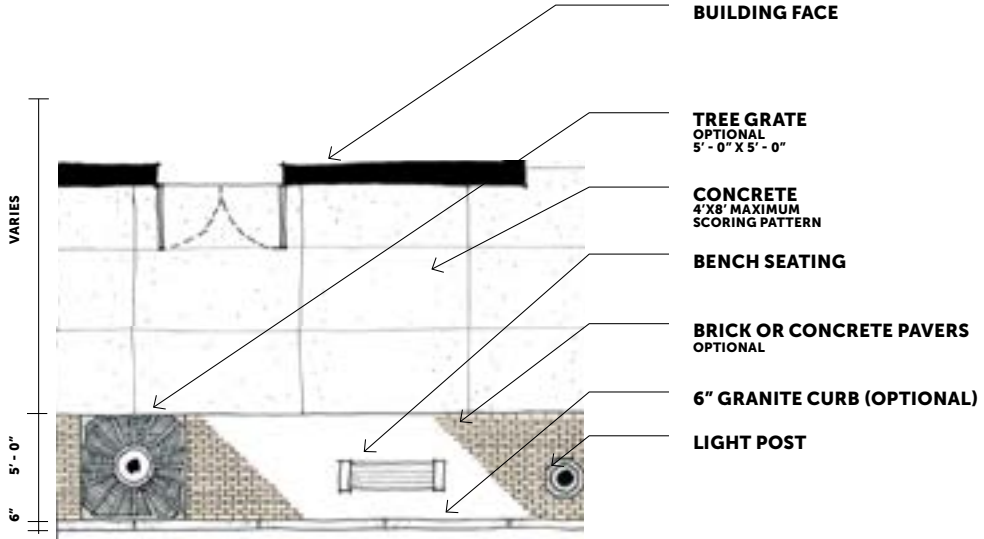 BUILDING FACE
TREE GRATE
OPTIONAL
5’ - 0” X 5’ - 0”
CONCRETE
4’X8’ MAXIMUM
SCORING PATTERN
BENCH SEATING
BRICK OR CONCRETE PAVERS
OPTIONAL
6” GRANITE CURB (OPTIONAL)
LIGHT POST
VARIES
5’ - 0”
6”